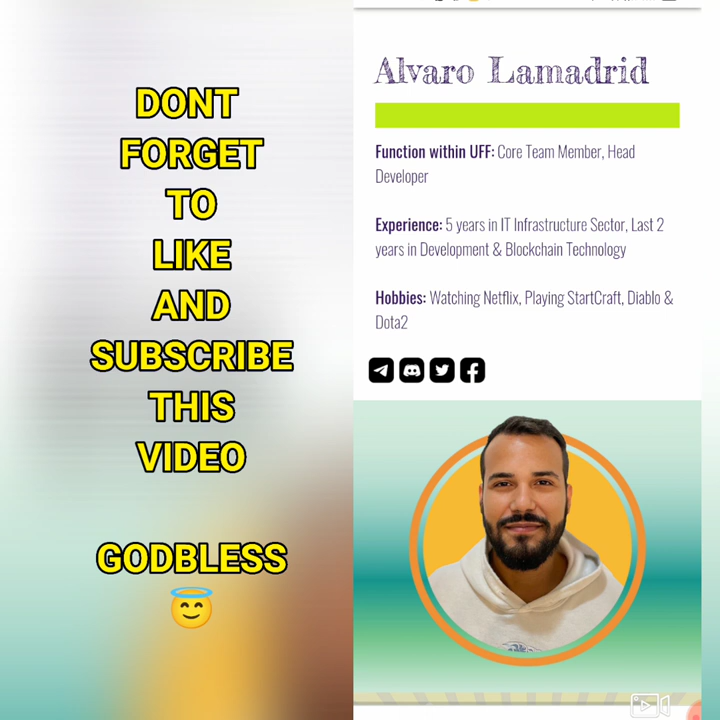 DONT
FORGET
TO
LIKE
AND
SUBSCRIBE
THIS
VIDEO
GODBLESS
Alvaro Lamadrid
Function within UFF: Core Team Member, Head
Developer
Experience: 5 years in IT Infrastructure Sector, Last 2
years in Development & Blockchain Technology
Hobbies: Watching Netflix, Playing StartCraft, Diablo &
Dota2